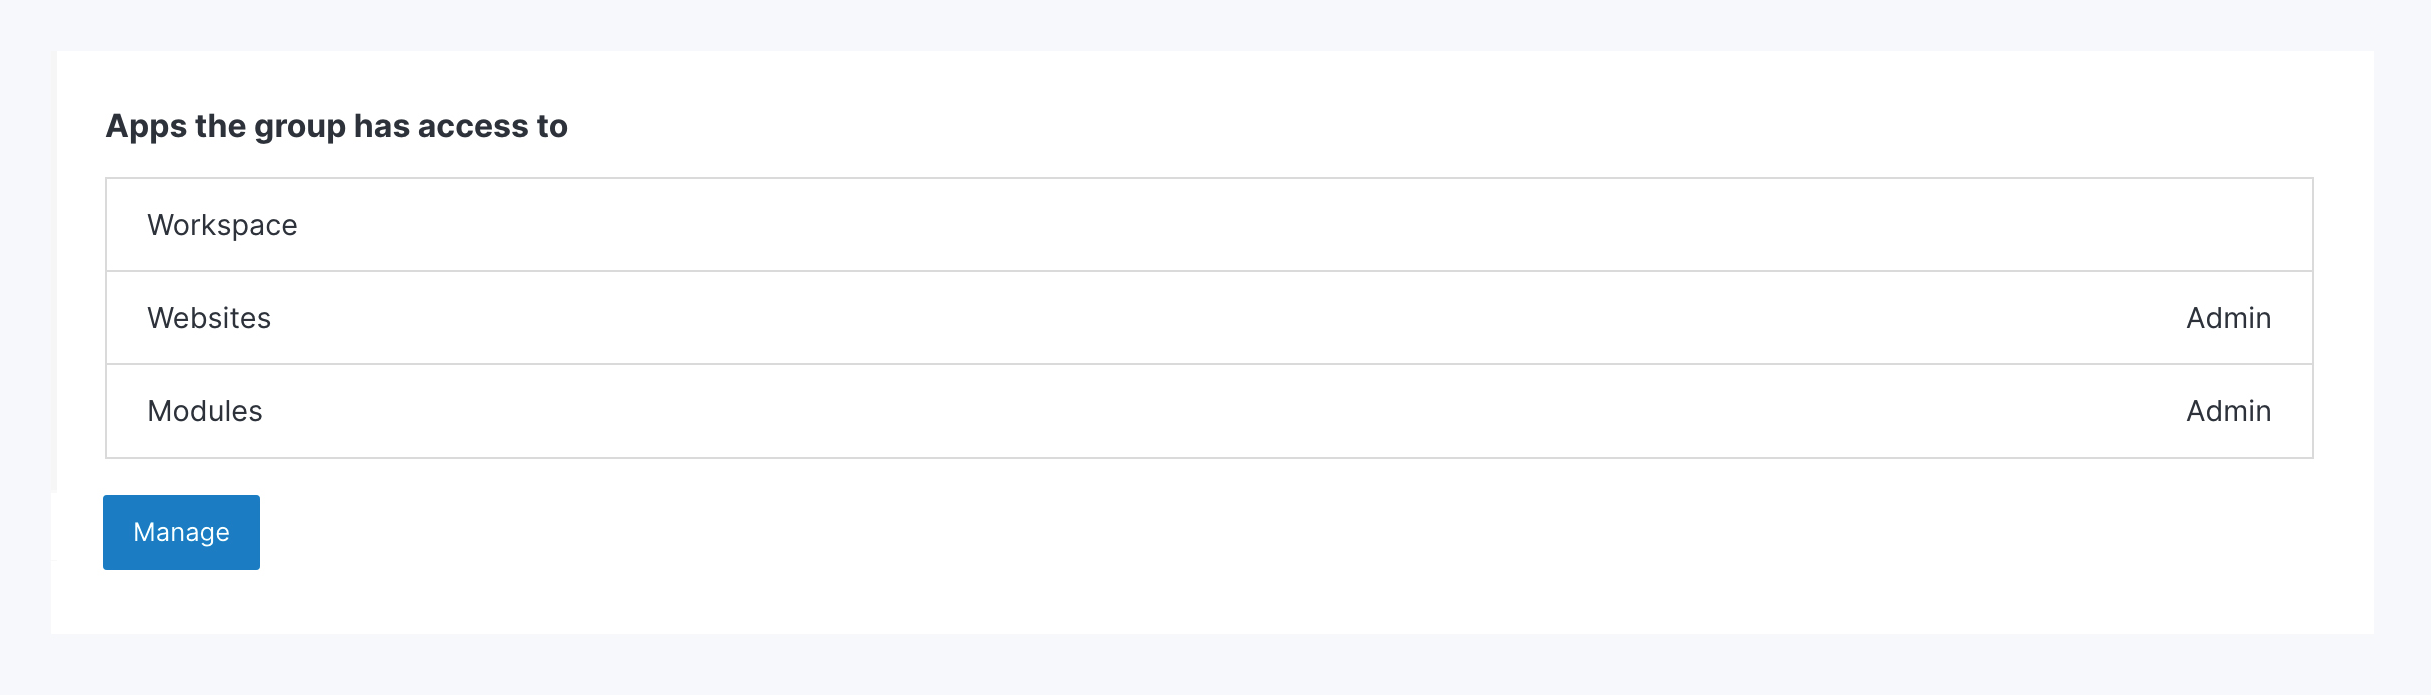 Apps the group has access to
Workspace
Websites Admin
Modules Admin
Manage